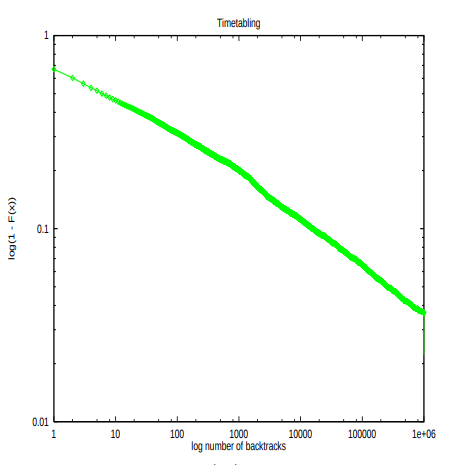 Timetabling
1
0.1
0.01
log(1 - F(x))
1 10 100 1000 10000 100000 1e+06
log number of backtracks